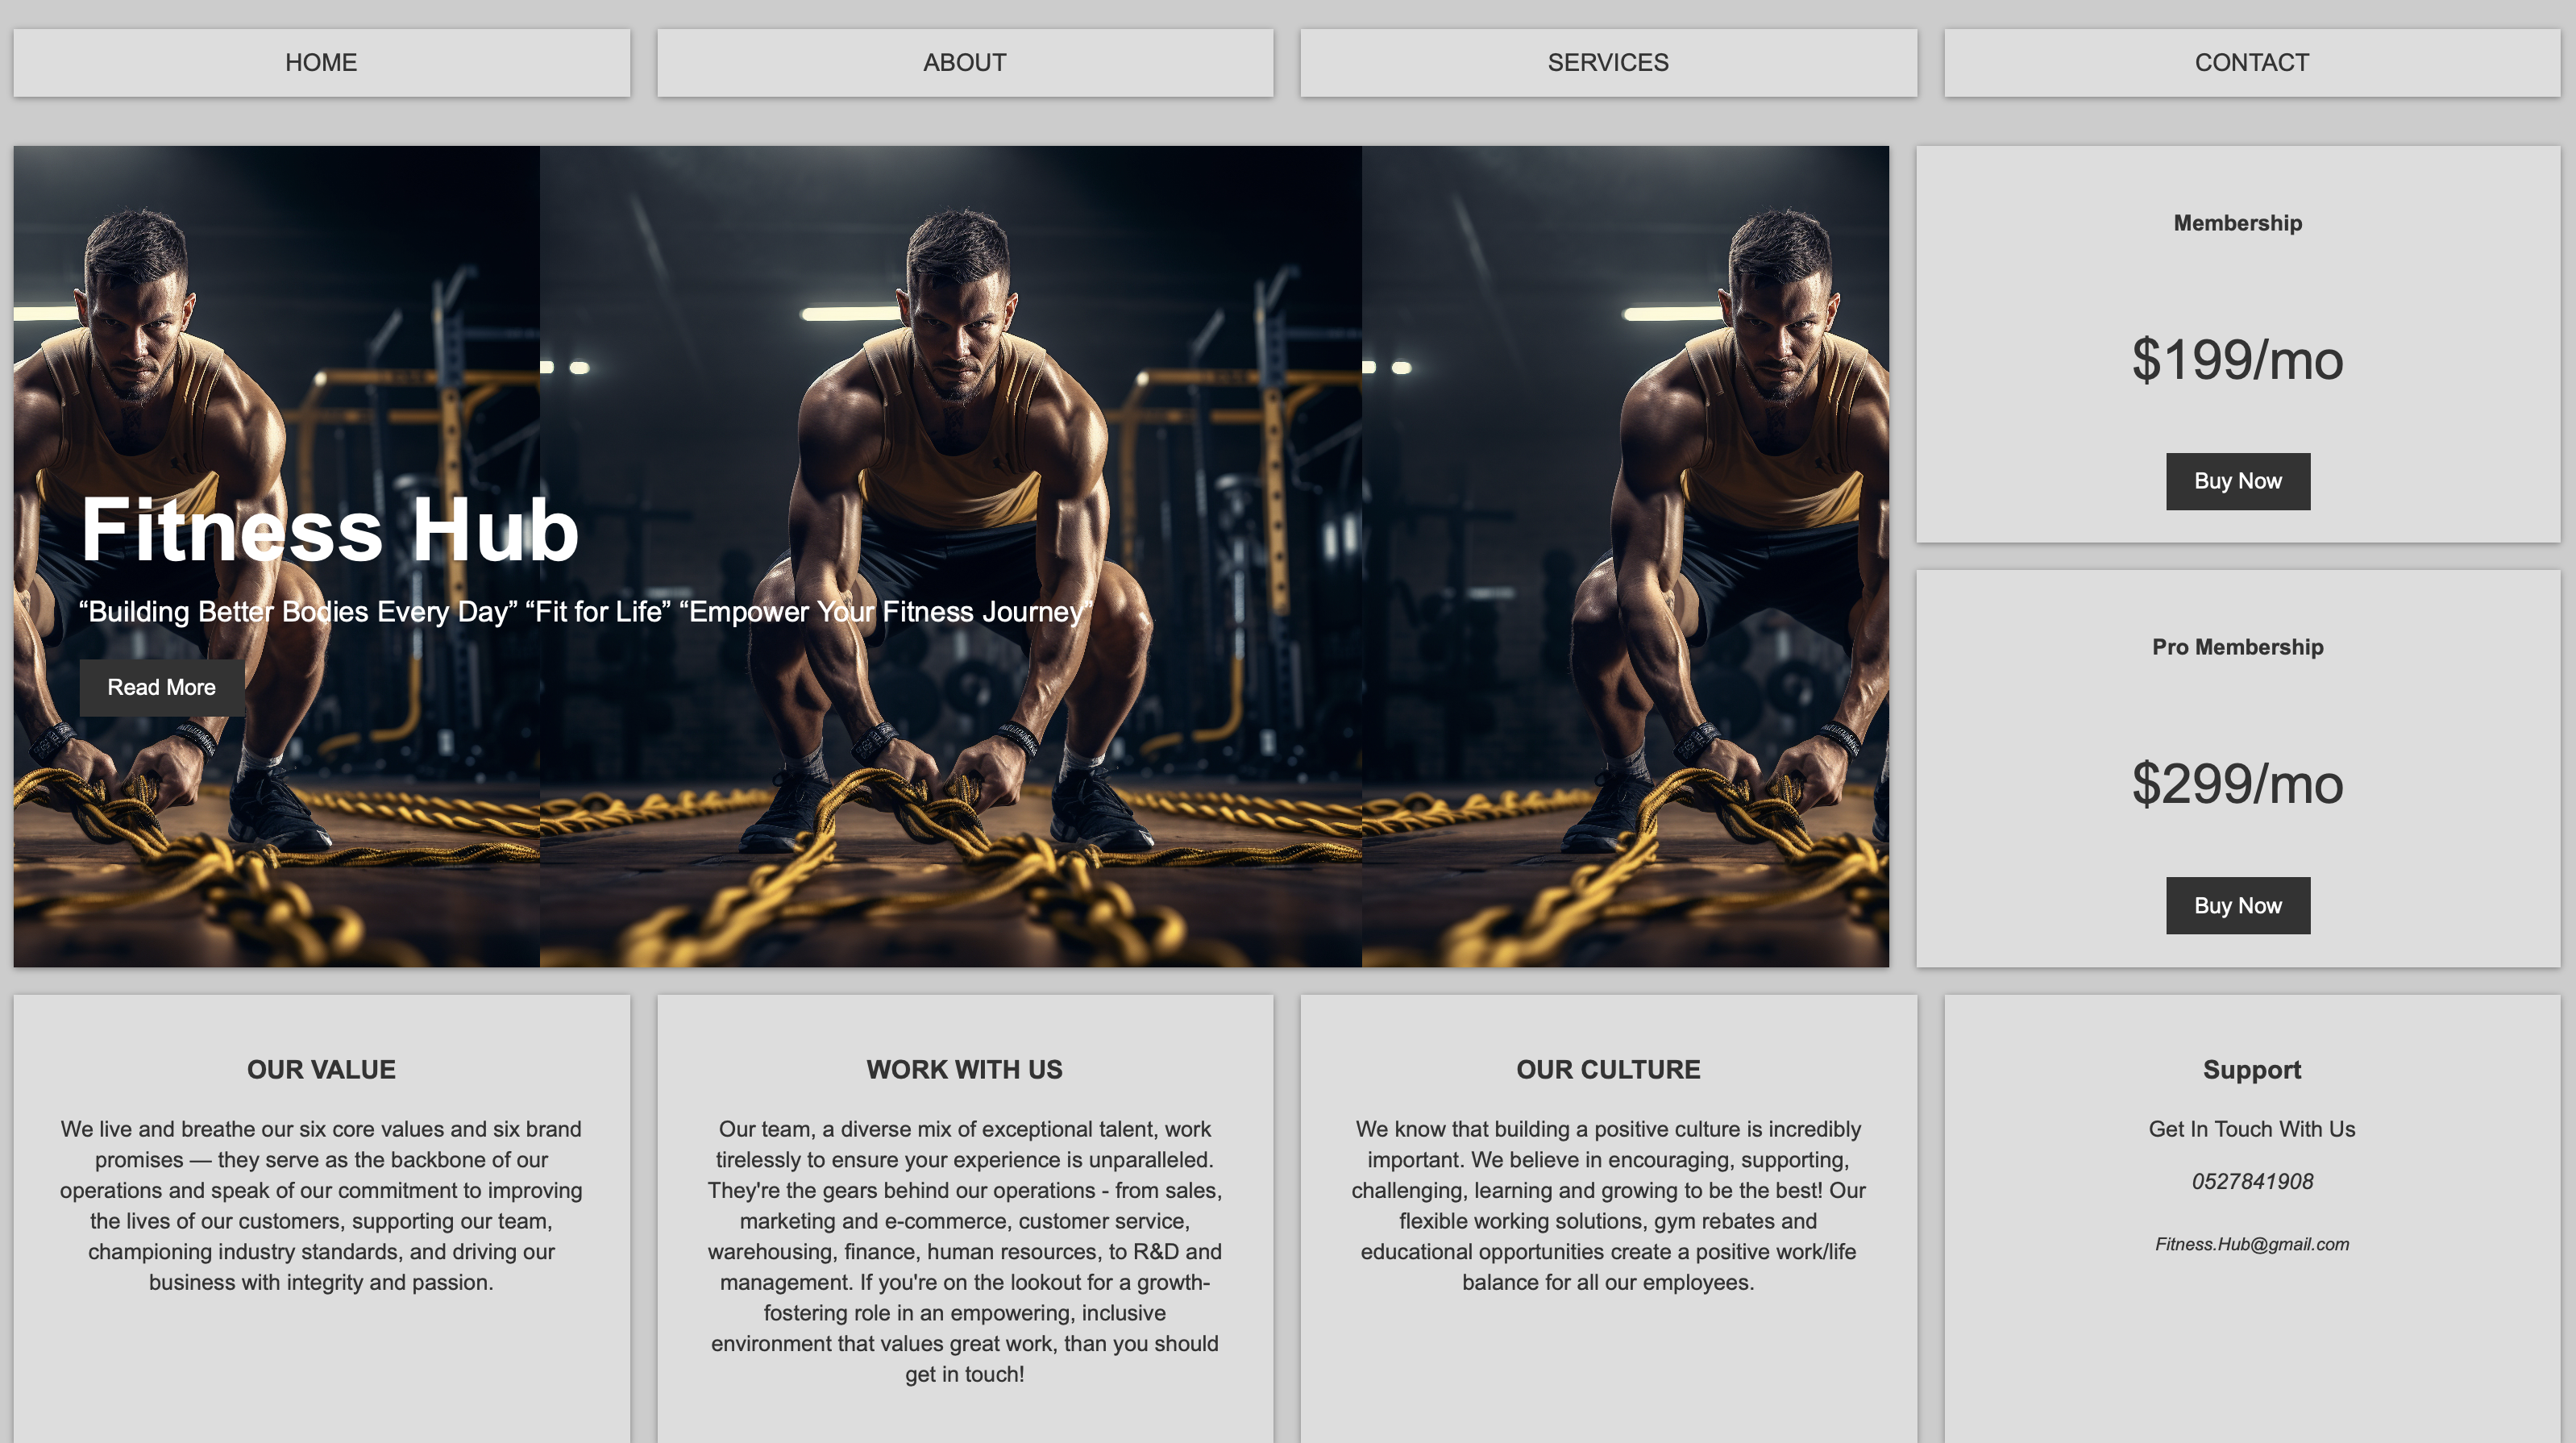 HOME
ABOUT
SERVICES
CONTACT
Fitness Hub
“Building Better Bodies Every Day” “Fit for Life” “Empower Your Fitness Journey”
Read More
Membership
$199/mo
Buy Now
Pro Membership
$299/mo
Buy Now
OUR VALUE
We live and breathe our six core values and six brand
promises — they serve as the backbone of our
operations and speak of our commitment to improving
the lives of our customers, supporting our team,
championing industry standards, and driving our
business with integrity and passion.
WORK WITH US
Our team, a diverse mix of exceptional talent, work
tirelessly to ensure your experience is unparalleled.
They're the gears behind our operations - from sales,
marketing and e-commerce, customer service,
warehousing, finance, human resources, to R&D and
management. If you're on the lookout for a growth-
fostering role in an empowering, inclusive
environment that values great work, than you should
get in touch!
OUR CULTURE
We know that building a positive culture is incredibly
important. We believe in encouraging, supporting,
challenging, learning and growing to be the best! Our
flexible working solutions, gym rebates and
educational opportunities create a positive work/life
balance for all our employees.
Support
Get In Touch With Us
0527841908
Fitness.Hub@gmail.com